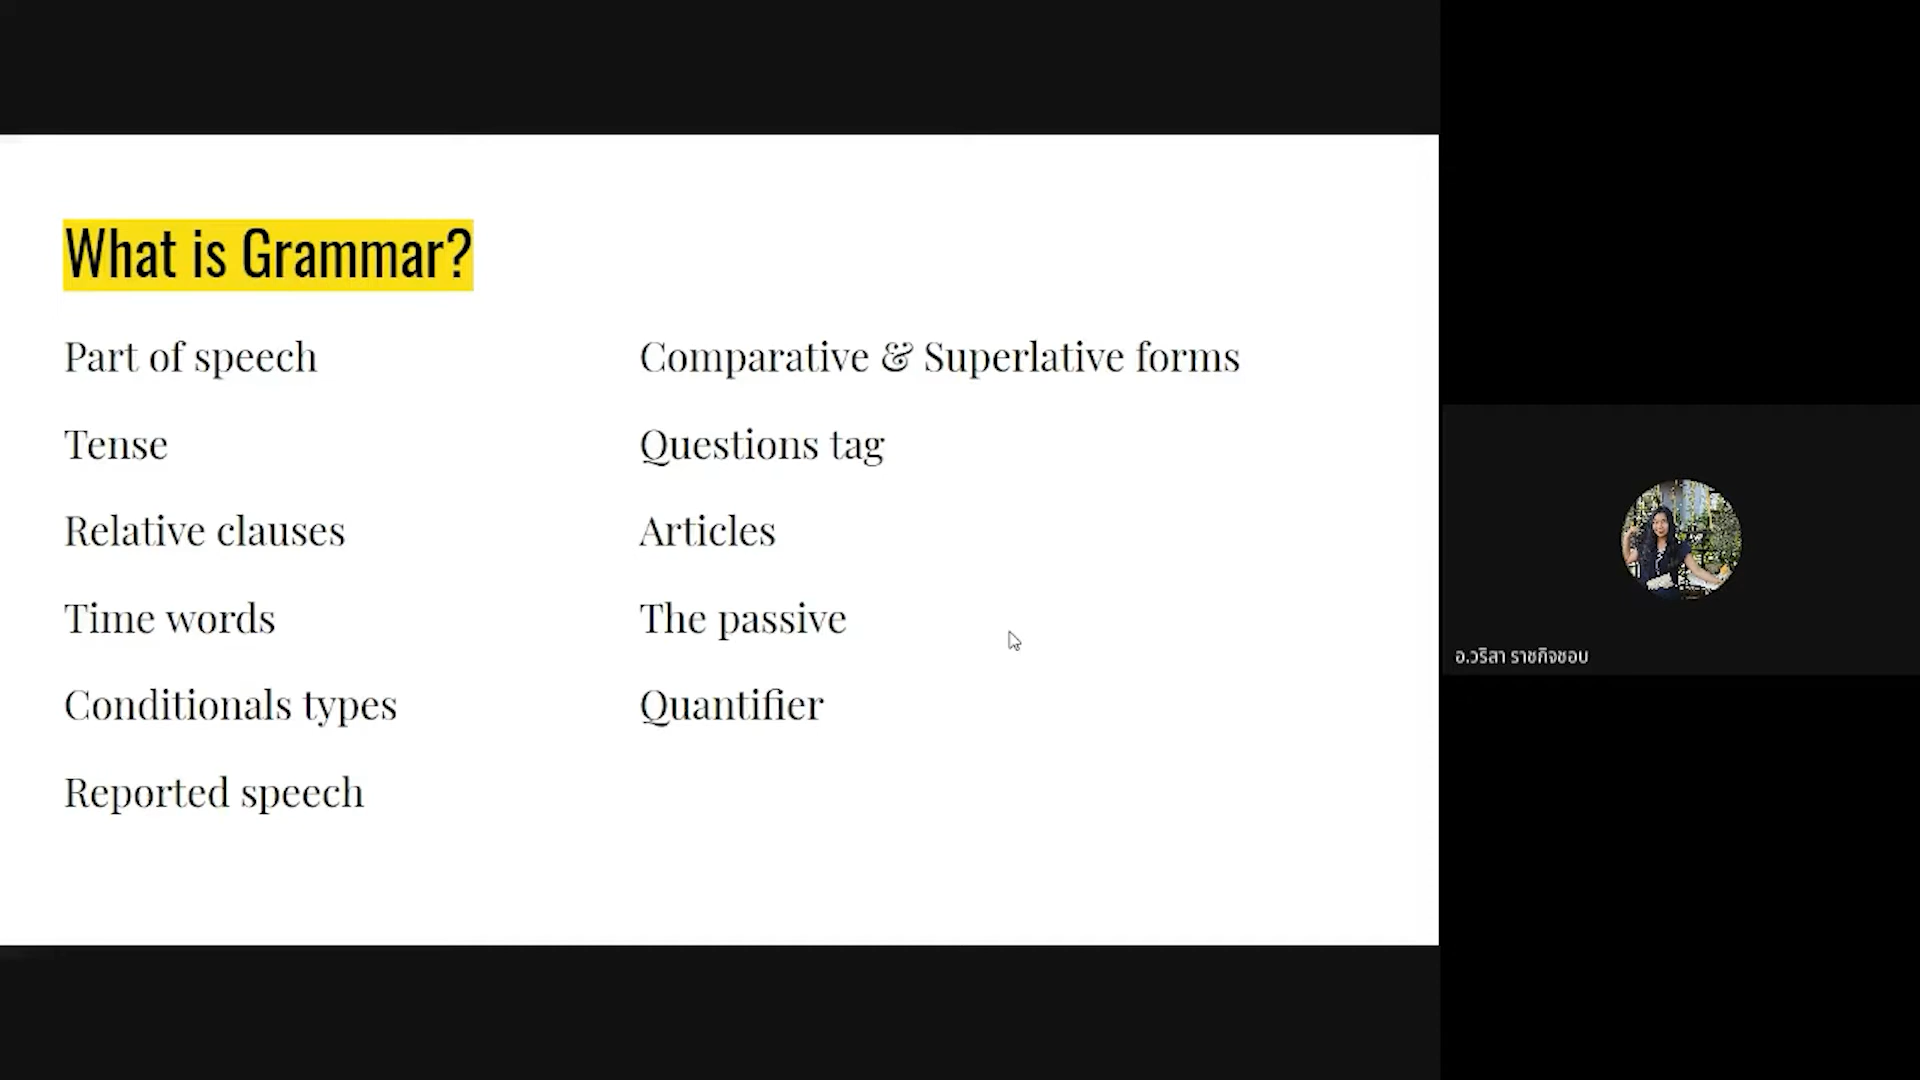 What is Grammar?
Part of speech
Tense
Relative clauses
Time words
Conditionals types
Reported speech
Comparative & Superlative forms
Questions tag
Articles
The passive
Quantifier
อ.วริสา ราชกิจชอบ